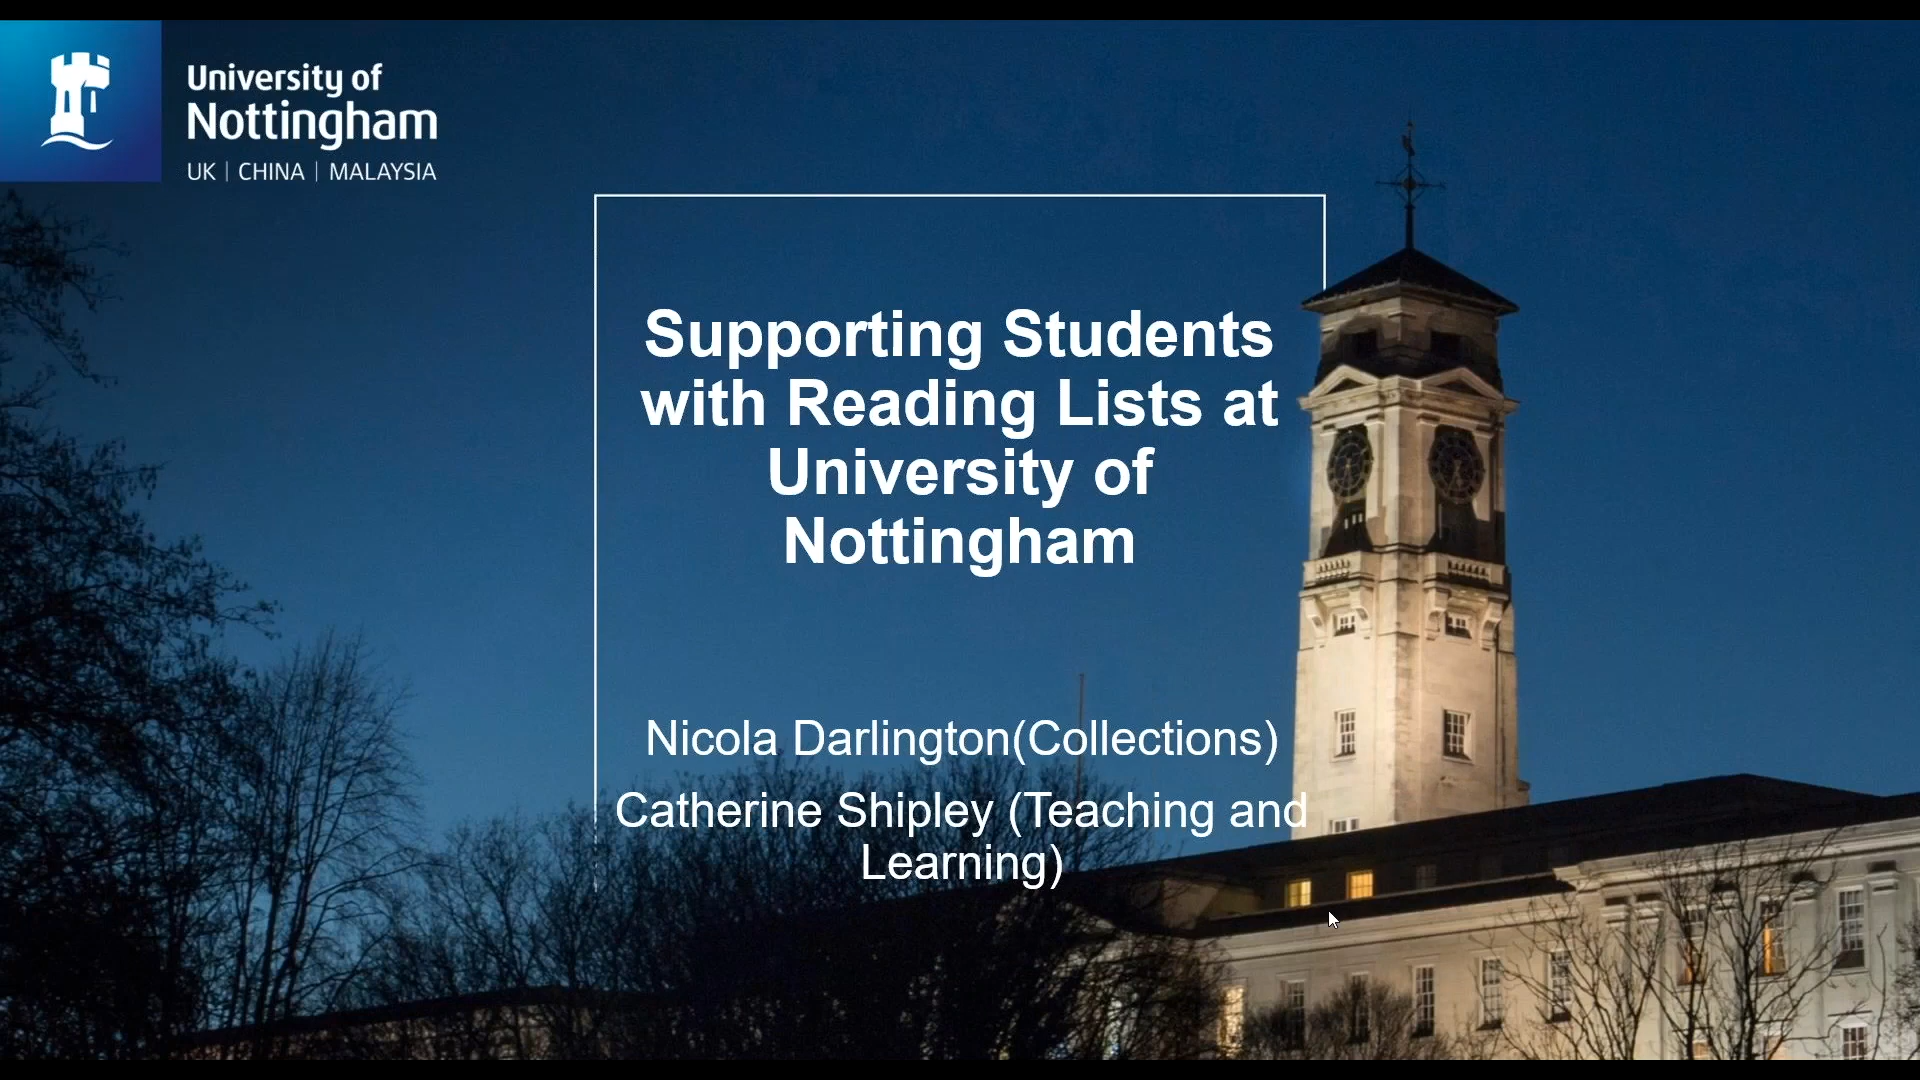 University of
Nottingham
UK | CHINA | MALAYSIA
Supporting Students
with Reading Lists at
University of
Nottingham
Nicola Darlington(Collections)
Catherine Shipley (Teaching and
Learning)